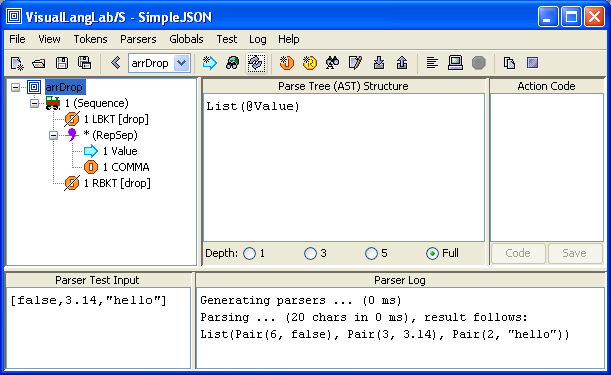 VisualLangLab/S - SimpleJSON
File View Tokens Parsers Globals Test Log Help
arrDrop
arrDrop
1 (Sequence)
1 LBKT [drop]
* (RepSep)
1 Value
1 COMMA
1 RBKT [drop]
Parse Tree (AST) Structure
List(@Value)
Depth: 1 3 5 Full
Action Code
Code Save
Parser Test Input
[false,3.14,"hello"]
Parser Log
Generating parsers ... (0 ms)
Parsing ... (20 chars in 0 ms), result follows:
List(Pair(6, false), Pair(3, 3.14), Pair(2, "hello"))